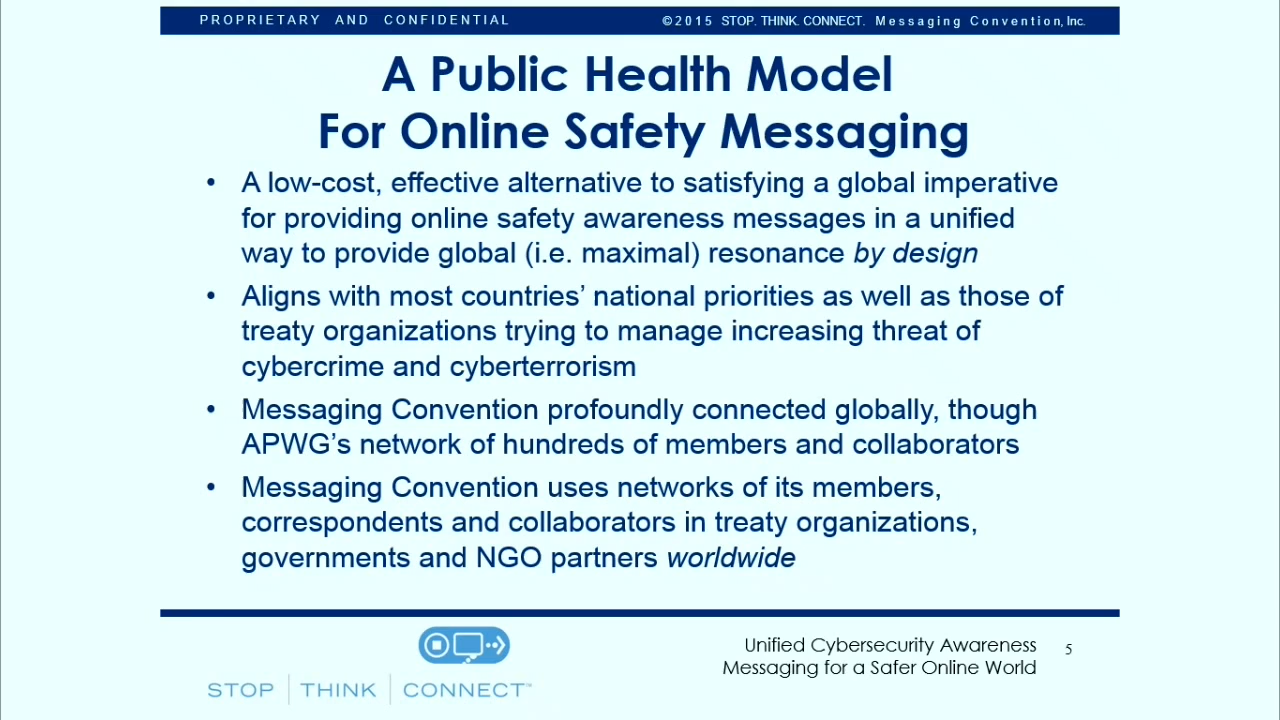 PROPRIETARY AND CONFIDENTIAL
©2015 STOP. THINK. CONNECT. Messaging Convention, Inc.
A Public Health Model
For Online Safety Messaging
• A low-cost, effective alternative to satisfying a global imperative
for providing online safety awareness messages in a unified
way to provide global (i.e. maximal) resonance by design
• Aligns with most countries’ national priorities as well as those of
treaty organizations trying to manage increasing threat of
cybercrime and cyberterrorism
• Messaging Convention profoundly connected globally, though
APWG’s network of hundreds of members and collaborators
• Messaging Convention uses networks of its members,
correspondents and collaborators in treaty organizations,
governments and NGO partners worldwide
STOP | THINK | CONNECT™
Unified Cybersecurity Awareness
Messaging for a Safer Online World
5